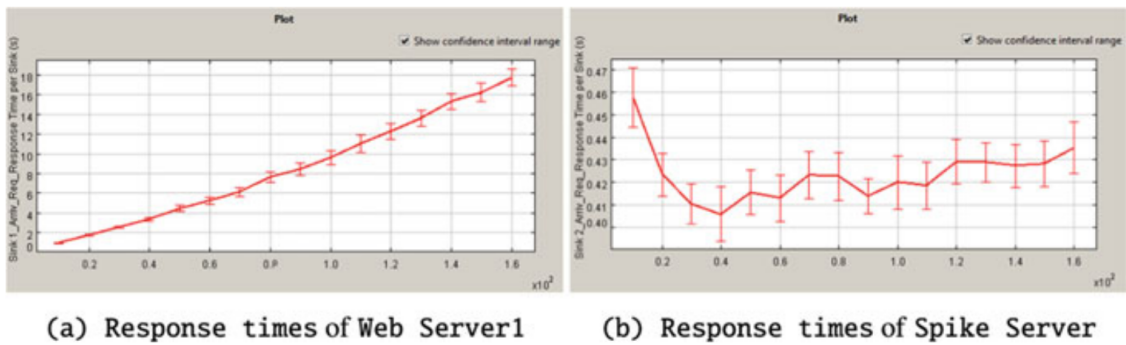 Plot
Show confidence interval range
Sink 1_Arriv_Req_Response Time per Sink (s)
18
16
14
12
10
8
6
4
2
0
0.2 0.4 0.6 0.8 1.0 1.2 1.4 1.6
x10²
(a) Response times of Web Server1
Plot
Show confidence interval range
Sink 2_Arriv_Req_Response Time per Sink (s)
0.47
0.46
0.45
0.44
0.43
0.42
0.41
0.40
0.2 0.4 0.6 0.8 1.0 1.2 1.4 1.6
x10²
(b) Response times of Spike Server